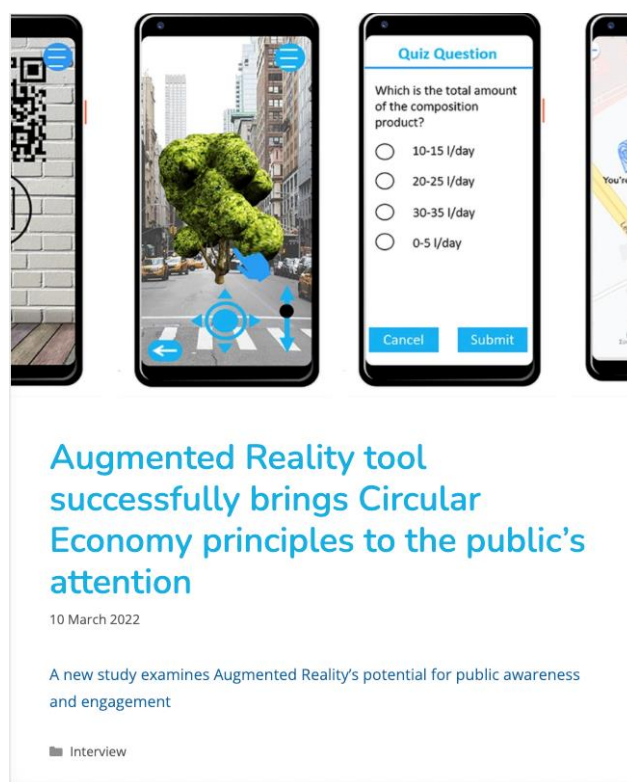 Quiz Question
Which is the total amount
of the composition
product?
10-15 l/day
20-25 l/day
30-35 l/day
0-5 l/day
Cancel
Submit
Augmented Reality tool
successfully brings Circular
Economy principles to the public’s
attention
10 March 2022
A new study examines Augmented Reality’s potential for public awareness
and engagement
Interview